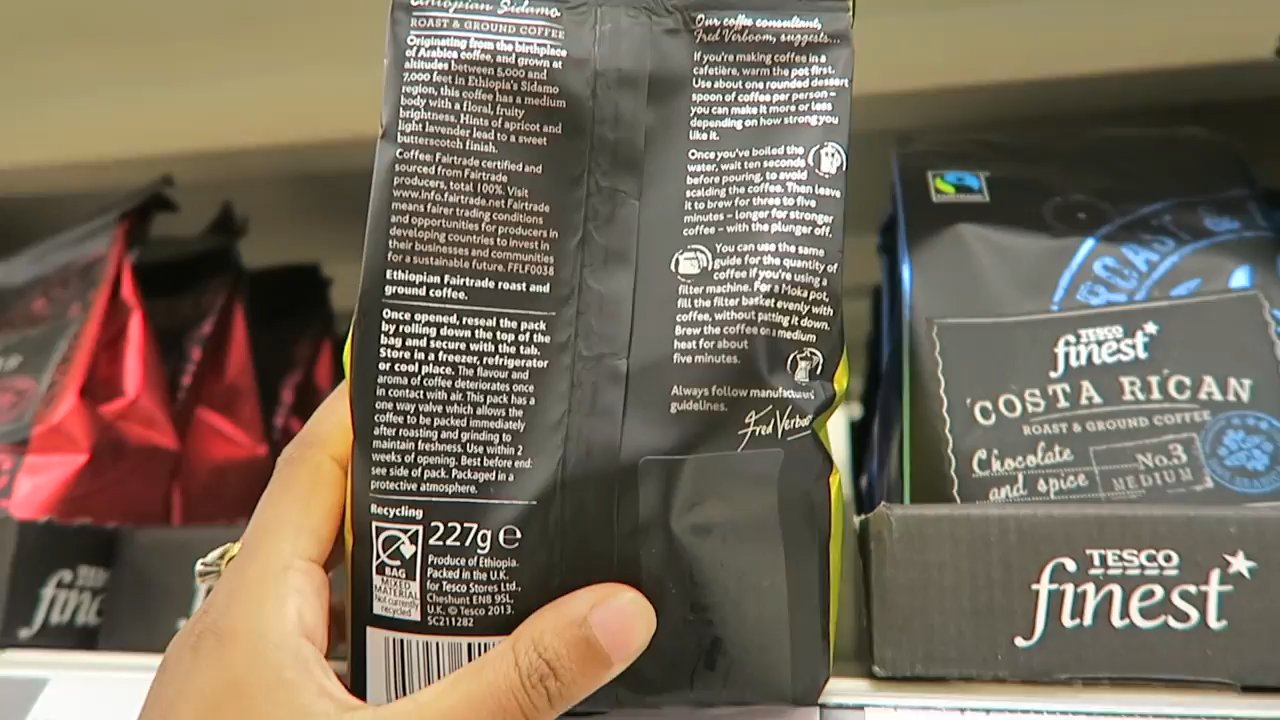 Ethiopian Sidamo
ROAST & GROUND COFFEE
Originating from the birthplace
of Arabica coffee, and grown at
altitudes between 5,000 and
7,000 feet in Ethiopia's Sidamo
region, this coffee has a medium
body with a floral, fruity
brightness. Hints of apricot and
light lavender lead to a sweet
butterscotch finish.
Coffee: Fairtrade certified and
sourced from Fairtrade
producers, total 100%. Visit
www.info.fairtrade.net Fairtrade
means fairer trading conditions
and opportunities for producers in
developing countries to invest in
their businesses and communities
for a sustainable future. FFLF0038
Ethiopian Fairtrade roast and
ground coffee.
Once opened, reseal the pack
by rolling down the top of the
bag and secure with the tab.
Store in a freezer, refrigerator
or cool place. The flavour and
aroma of coffee deteriorates once
in contact with air. This pack has a
one way valve which allows the
coffee to be packed immediately
after roasting and grinding to
maintain freshness. Use within 2
weeks of opening. Best before end:
see side of pack. Packaged in a
protective atmosphere.
Recycling
BAG
MIXED
MATERIAL
Not currently
recycled
227g e
Produce of Ethiopia.
Packed in the U.K.
for Tesco Stores Ltd.,
Cheshunt EN8 9SL,
U.K. © Tesco 2013.
SC211282
Our coffee consultant,
Fred Verboom, suggests...
If you're making coffee in a
cafetière, warm the pot first.
Use about one rounded dessert
spoon of coffee per person –
you can make it more or less
depending on how strong you
like it.
Once you've boiled the
water, wait ten seconds
before pouring, to avoid
scalding the coffee. Then leave
it to brew for three to five
minutes – longer for stronger
coffee – with the plunger off.
You can use the same
guide for the quantity of
coffee if you're using a
filter machine. For a Moka pot,
fill the filter basket evenly with
coffee, without patting it down.
Brew the coffee on a medium
heat for about
five minutes.
Always follow manufacturers'
guidelines.
Fred Verboom
ROAST &
TESCO
finest
COSTA RICAN
ROAST & GROUND COFFEE
Chocolate
and spice
No.3
MEDIUM
TESCO
finest